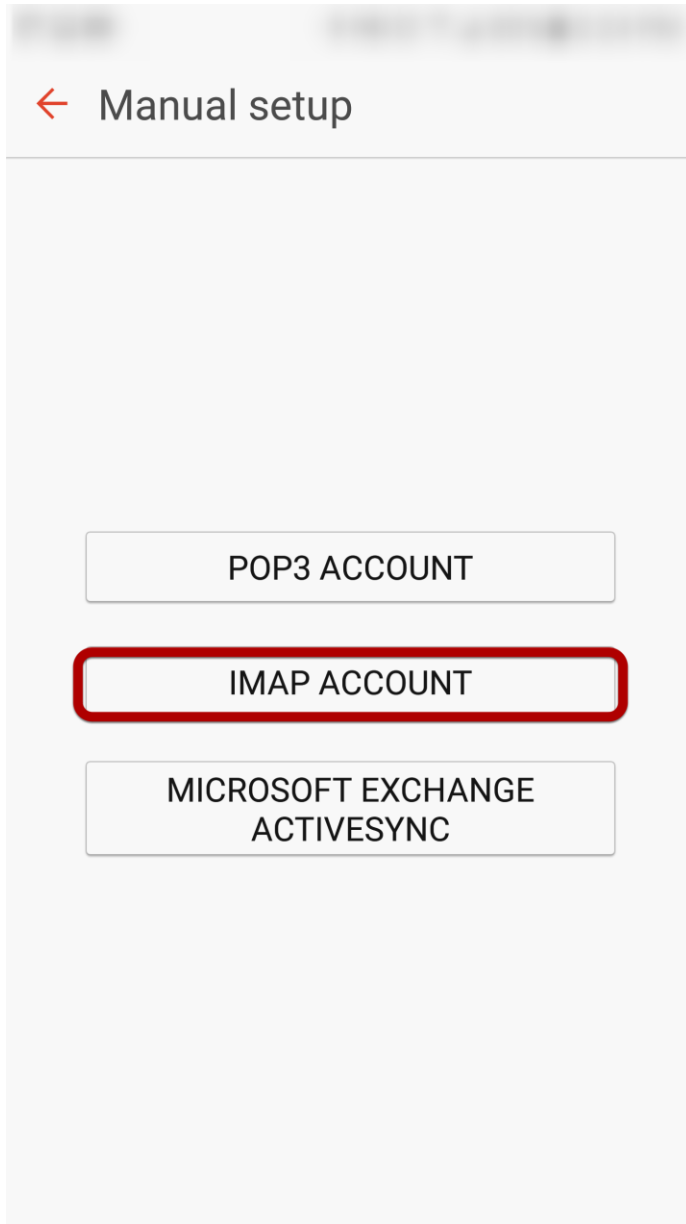 Manual setup
POP3 ACCOUNT
IMAP ACCOUNT
MICROSOFT EXCHANGE
ACTIVESYNC